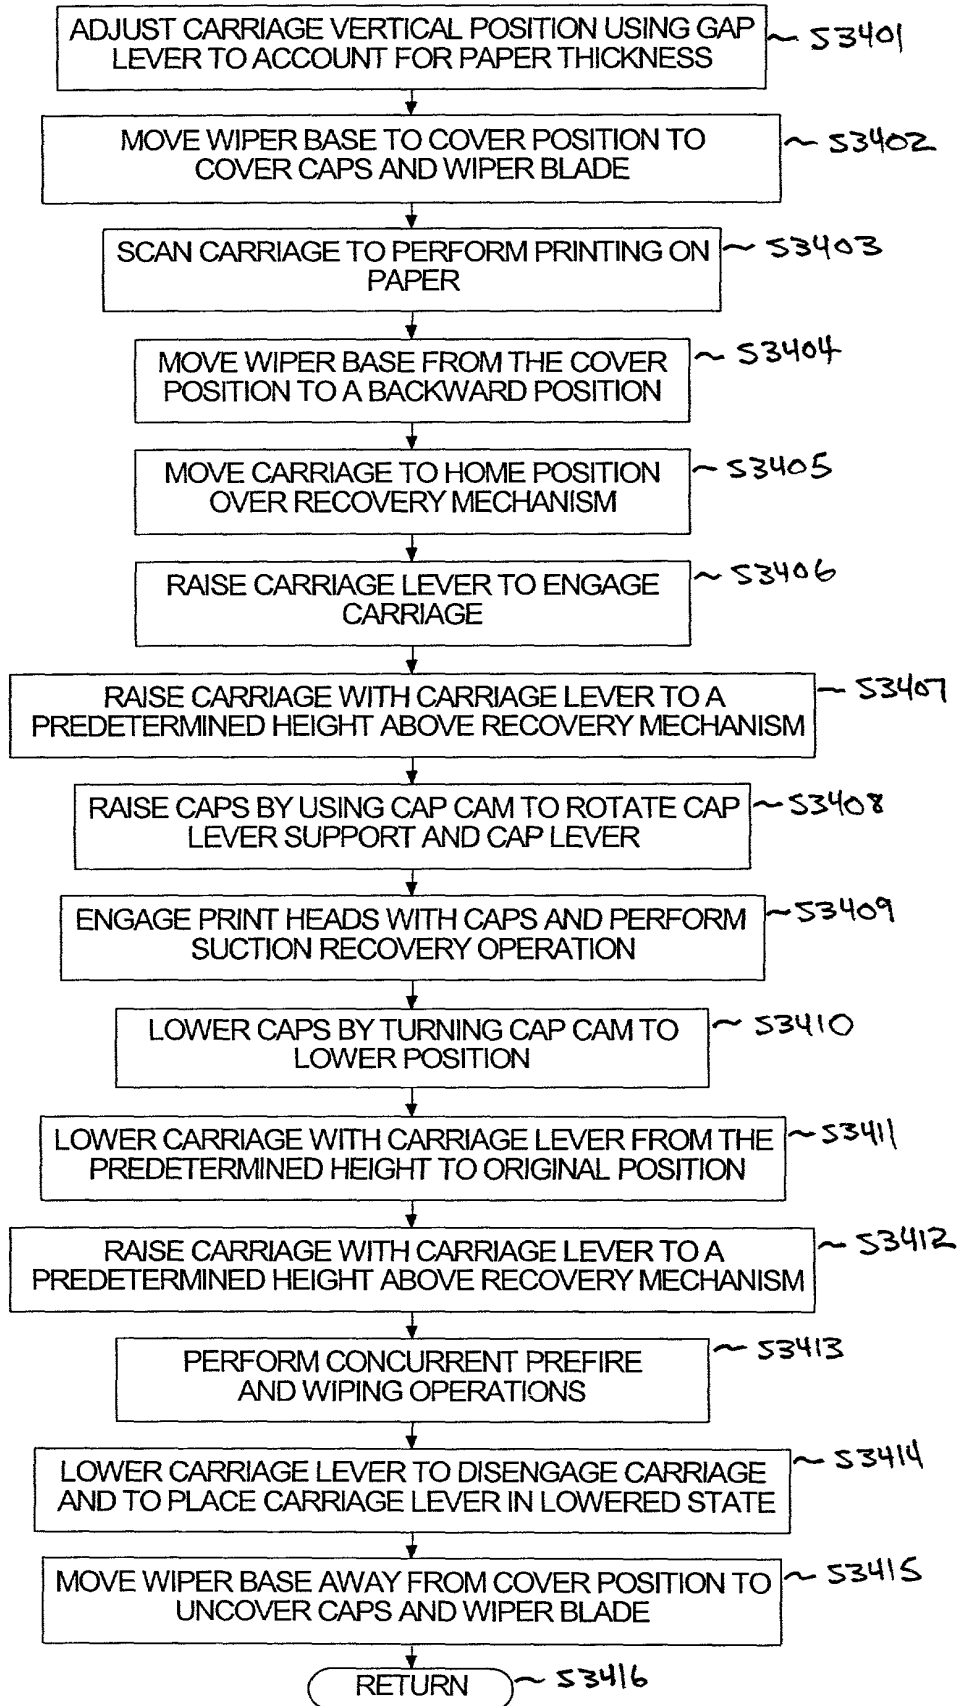 ADJUST CARRIAGE VERTICAL POSITION USING GAP
LEVER TO ACCOUNT FOR PAPER THICKNESS
~ S3401
MOVE WIPER BASE TO COVER POSITION TO
COVER CAPS AND WIPER BLADE
~ S3402
SCAN CARRIAGE TO PERFORM PRINTING ON
PAPER
~ S3403
MOVE WIPER BASE FROM THE COVER
POSITION TO A BACKWARD POSITION
~ S3404
MOVE CARRIAGE TO HOME POSITION
OVER RECOVERY MECHANISM
~ S3405
RAISE CARRIAGE LEVER TO ENGAGE
CARRIAGE
~ S3406
RAISE CARRIAGE WITH CARRIAGE LEVER TO A
PREDETERMINED HEIGHT ABOVE RECOVERY MECHANISM
~ S3407
RAISE CAPS BY USING CAP CAM TO ROTATE CAP
LEVER SUPPORT AND CAP LEVER
~ S3408
ENGAGE PRINT HEADS WITH CAPS AND PERFORM
SUCTION RECOVERY OPERATION
~ S3409
LOWER CAPS BY TURNING CAP CAM TO
LOWER POSITION
~ S3410
LOWER CARRIAGE WITH CARRIAGE LEVER FROM THE
PREDETERMINED HEIGHT TO ORIGINAL POSITION
~ S3411
RAISE CARRIAGE WITH CARRIAGE LEVER TO A
PREDETERMINED HEIGHT ABOVE RECOVERY MECHANISM
~ S3412
PERFORM CONCURRENT PREFIRE
AND WIPING OPERATIONS
~ S3413
LOWER CARRIAGE LEVER TO DISENGAGE CARRIAGE
AND TO PLACE CARRIAGE LEVER IN LOWERED STATE
~ S3414
MOVE WIPER BASE AWAY FROM COVER POSITION TO
UNCOVER CAPS AND WIPER BLADE
~ S3415
RETURN
~ S3416